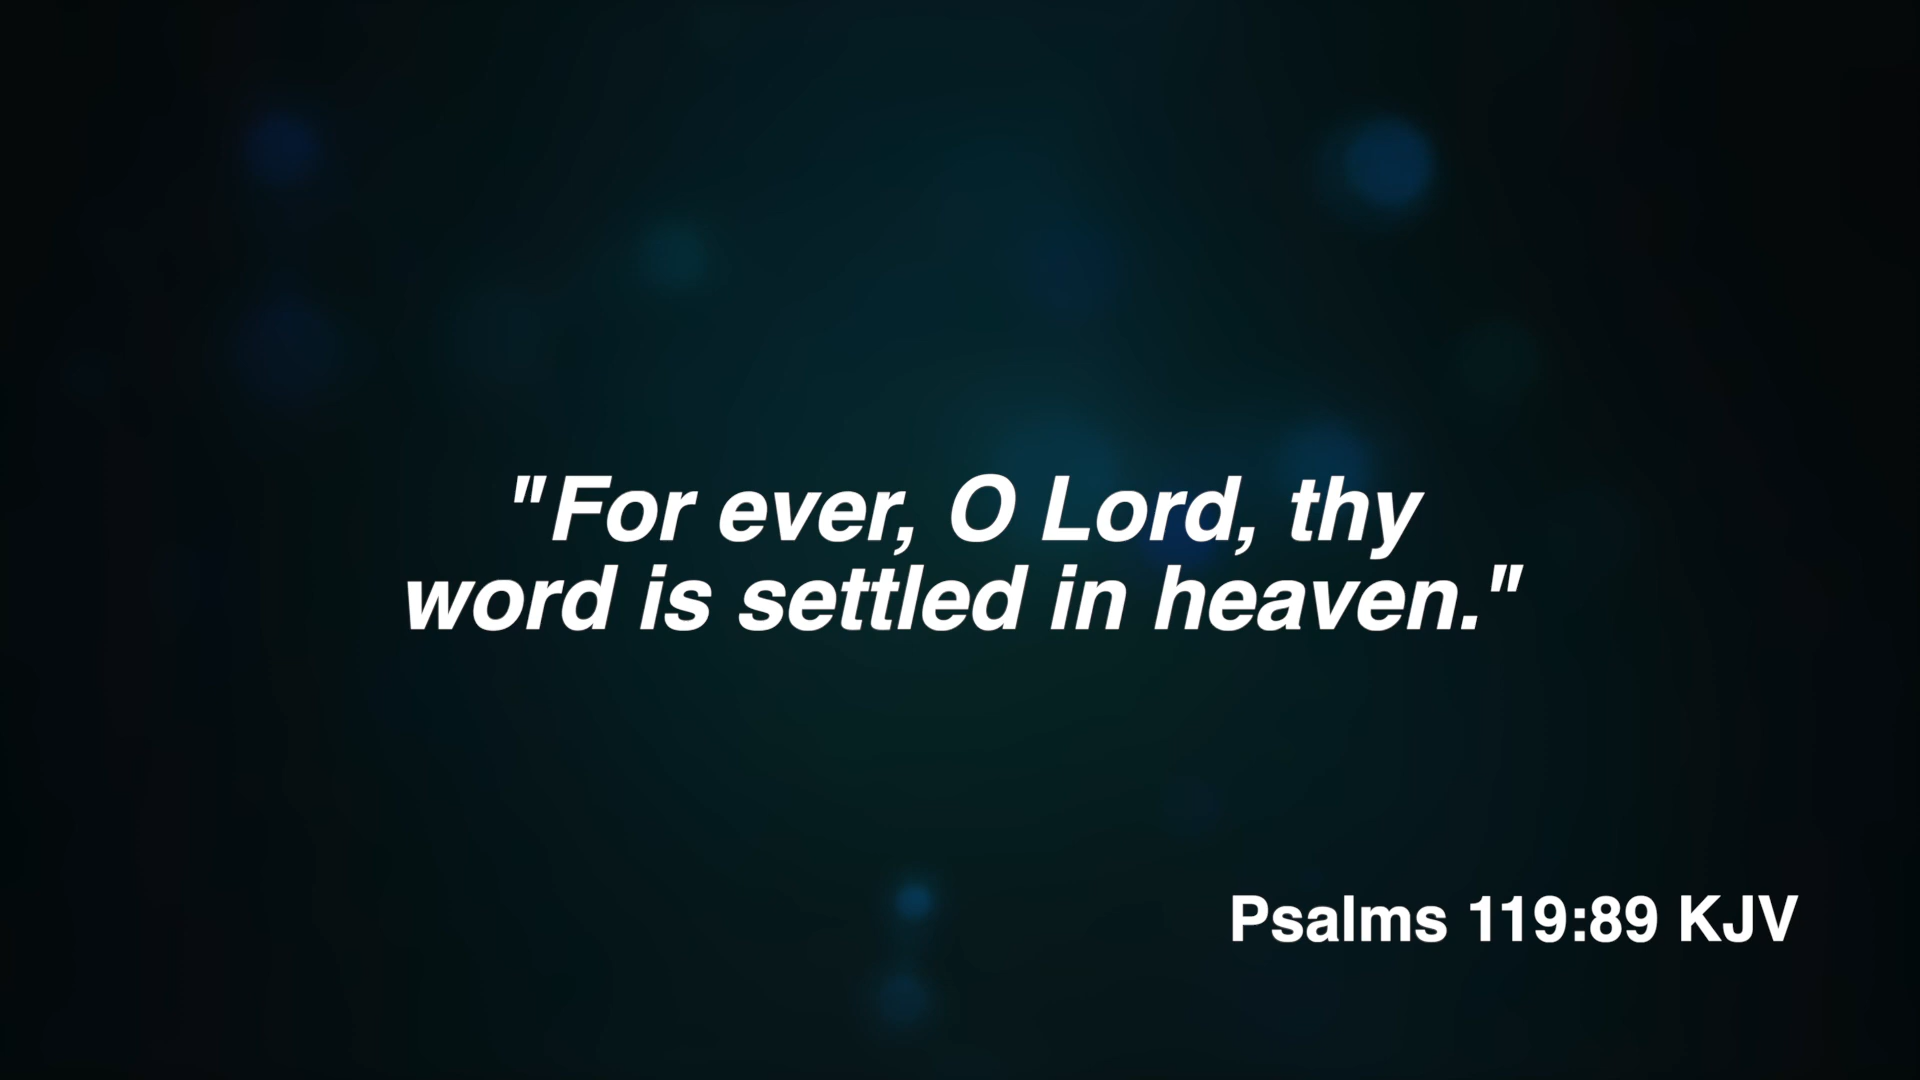 "For ever, O Lord, thy
word is settled in heaven."
Psalms 119:89 KJV